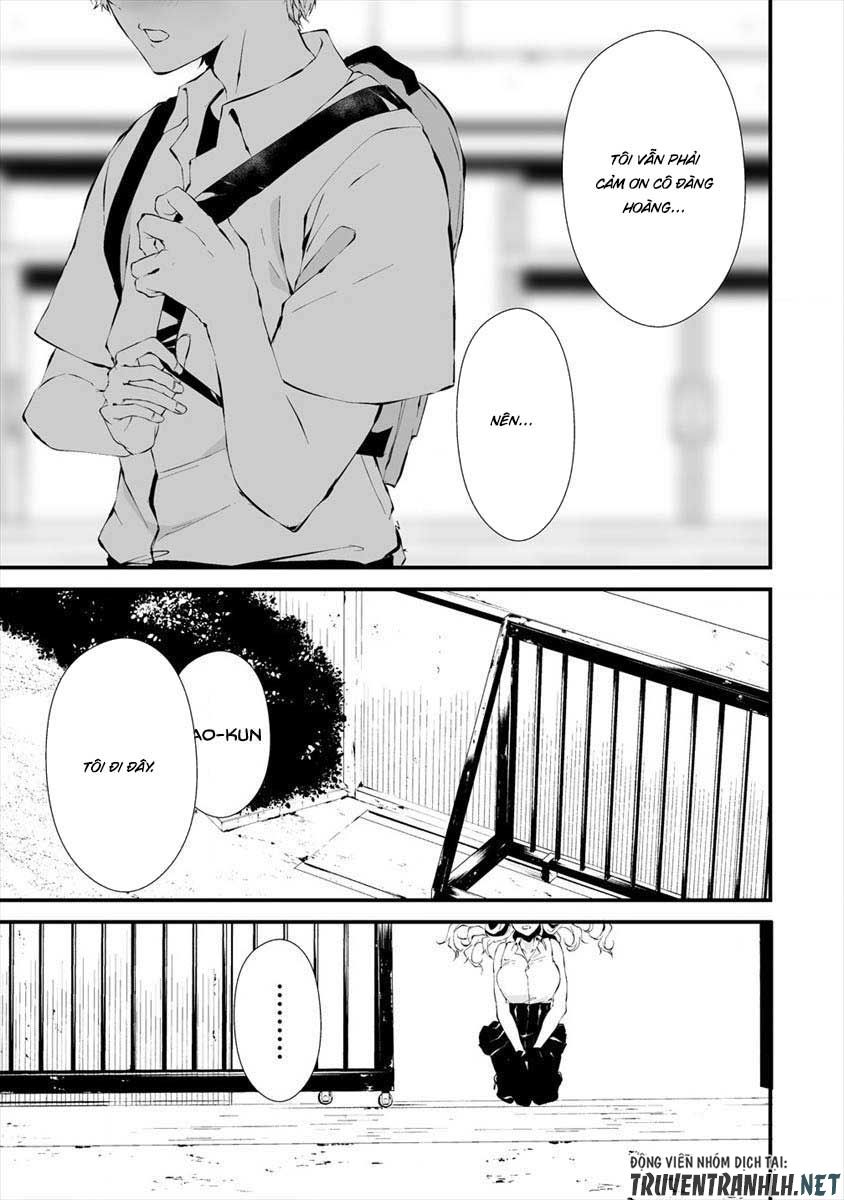 TÔI VẪN PHẢI
CẢM ƠN CÔ ĐÀNG
HOÀNG...
NÊN...
AO-KUN
TÔI ĐI ĐÂY.
.........
ĐỘNG VIÊN NHÓM DỊCH TẠI:
TRUYENTRANHLH.NET